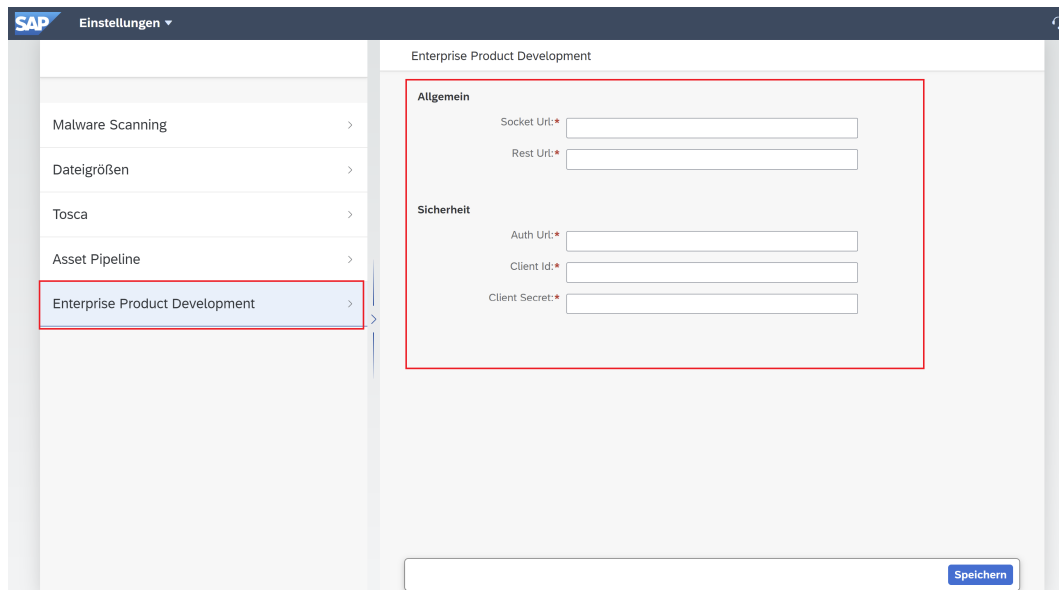 SAP Einstellungen
Enterprise Product Development
Malware Scanning
Dateigrößen
Tosca
Asset Pipeline
Enterprise Product Development
Allgemein
Socket Url:*
Rest Url:*
Sicherheit
Auth Url:*
Client Id:*
Client Secret:*
Speichern